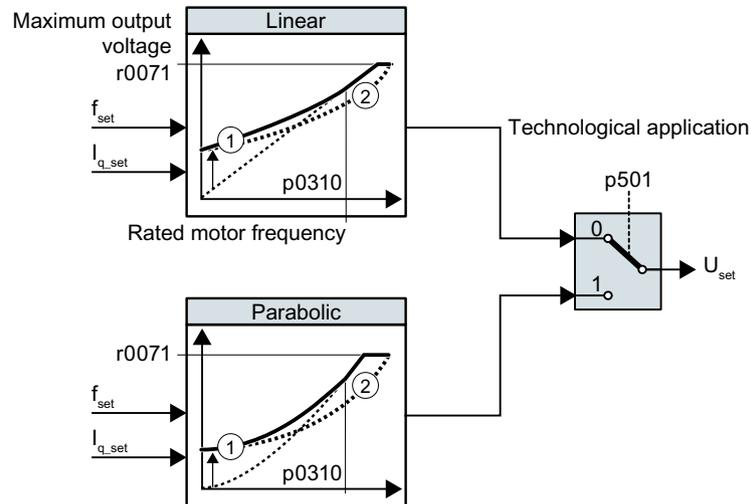 Maximum output
voltage
r0071
Linear
f_set
I_q_set
1
2
p0310
Rated motor frequency
Technological application
p501
0
1
U_set
Parabolic
r0071
f_set
I_q_set
1
2
p0310